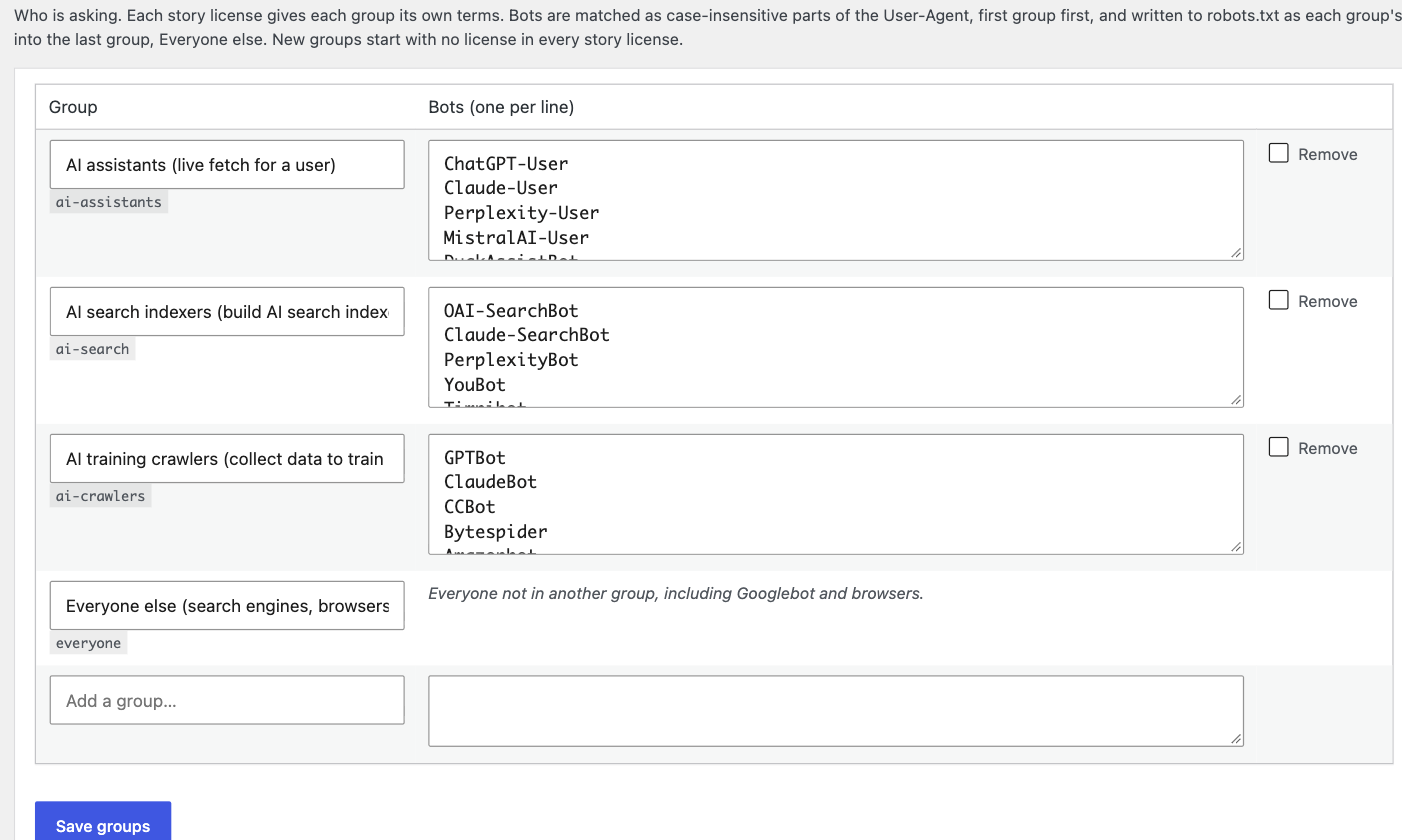 Who is asking. Each story license gives each group its own terms. Bots are matched as case-insensitive parts of the User-Agent, first group first, and written to robots.txt as each group's
into the last group, Everyone else. New groups start with no license in every story license.
Group
Bots (one per line)
AI assistants (live fetch for a user)
ai-assistants
ChatGPT-User
Claude-User
Perplexity-User
MistralAI-User
DuckAssistBot
Remove
AI search indexers (build AI search index
ai-search
OAI-SearchBot
Claude-SearchBot
PerplexityBot
YouBot
Timpibot
Remove
AI training crawlers (collect data to train
ai-crawlers
GPTBot
ClaudeBot
CCBot
Bytespider
Amazonbot
Remove
Everyone else (search engines, browsers
everyone
Everyone not in another group, including Googlebot and browsers.
Add a group...
Save groups